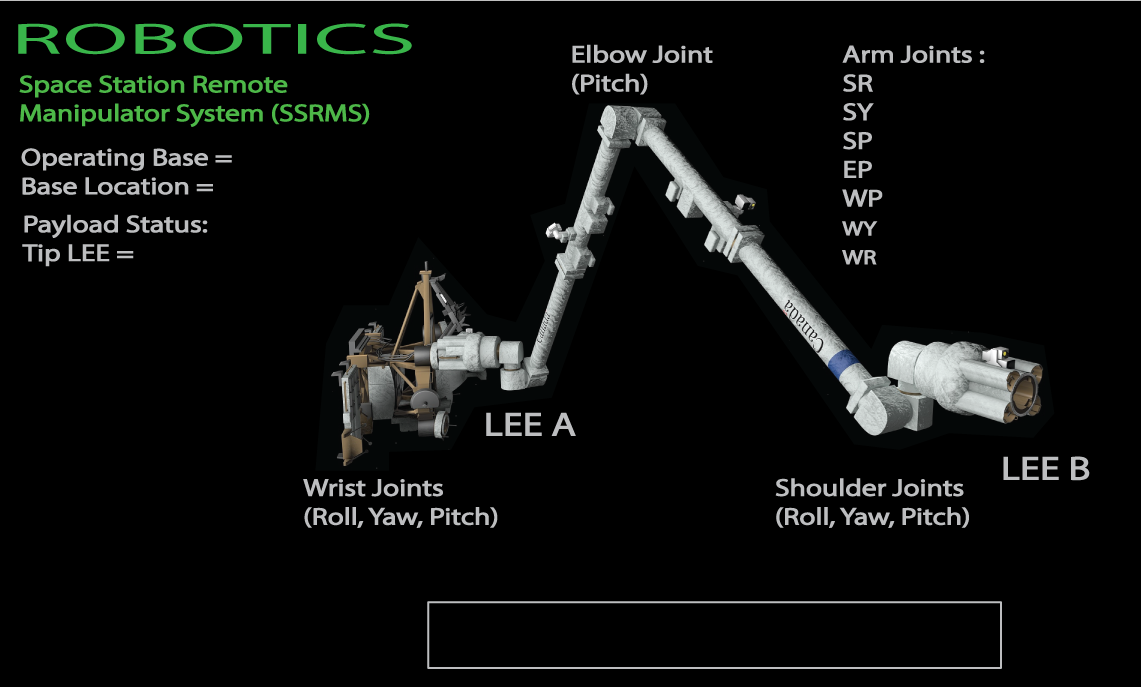 ROBOTICS
Space Station Remote
Manipulator System (SSRMS)
Operating Base =
Base Location =
Payload Status:
Tip LEE =
Elbow Joint
(Pitch)
Arm Joints :
SR
SY
SP
EP
WP
WY
WR
Canada
Canada
LEE A
LEE B
Wrist Joints
(Roll, Yaw, Pitch)
Shoulder Joints
(Roll, Yaw, Pitch)